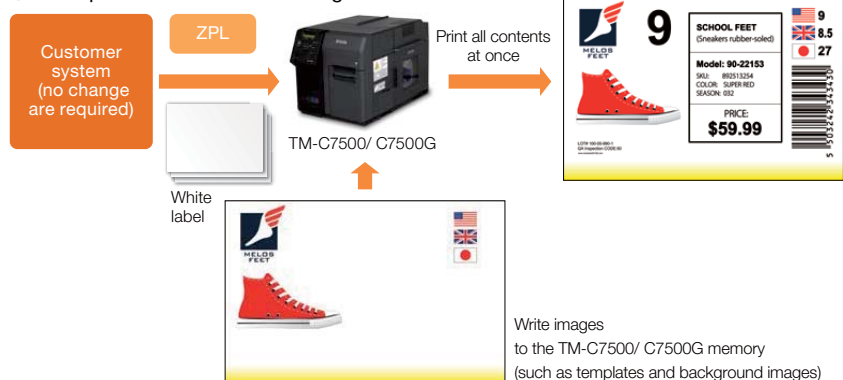 Customer
system
(no change
are required)
ZPL
White
label
TM-C7500/ C7500G
Print all contents
at once
MELOS
FEET
9
SCHOOL FEET
(Sneakers rubber-soled)
Model: 90-22153
SKU: 892513254
COLOR: SUPER RED
SEASON: 032
PRICE:
$59.99
9
8.5
27
5 503242 343430
MELOS
FEET
Write images
to the TM-C7500/ C7500G memory
(such as templates and background images)